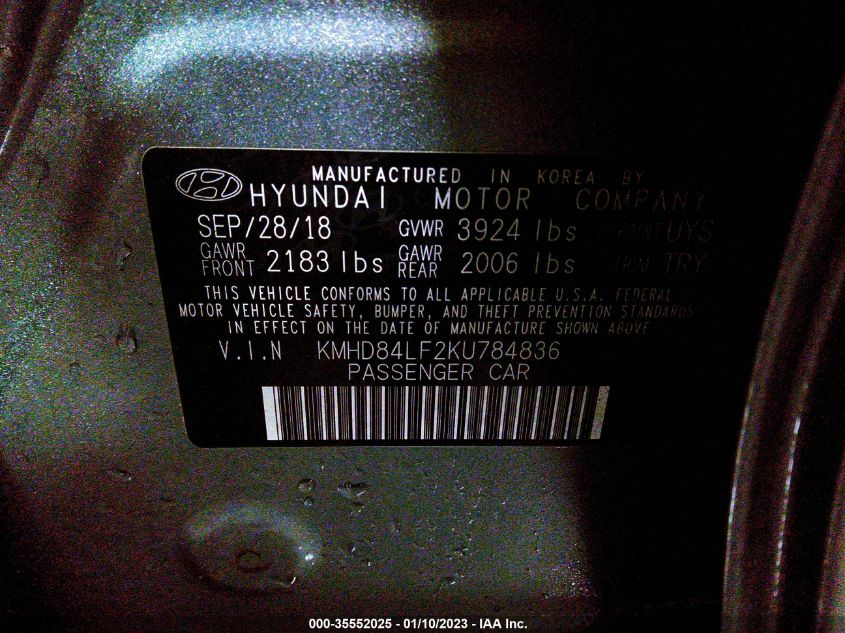 MANUFACTURED IN KOREA BY
HYUNDAI MOTOR COMPANY
SEP/28/18 GVWR 3924 lbs PAINT UYS
GAWR FRONT 2183 lbs GAWR REAR 2006 lbs TRIM TRY
THIS VEHICLE CONFORMS TO ALL APPLICABLE U.S.A. FEDERAL
MOTOR VEHICLE SAFETY, BUMPER, AND THEFT PREVENTION STANDARDS
IN EFFECT ON THE DATE OF MANUFACTURE SHOWN ABOVE
V.I.N KMHD84LF2KU784836
PASSENGER CAR
000-35552025 - 01/10/2023 - IAA Inc.